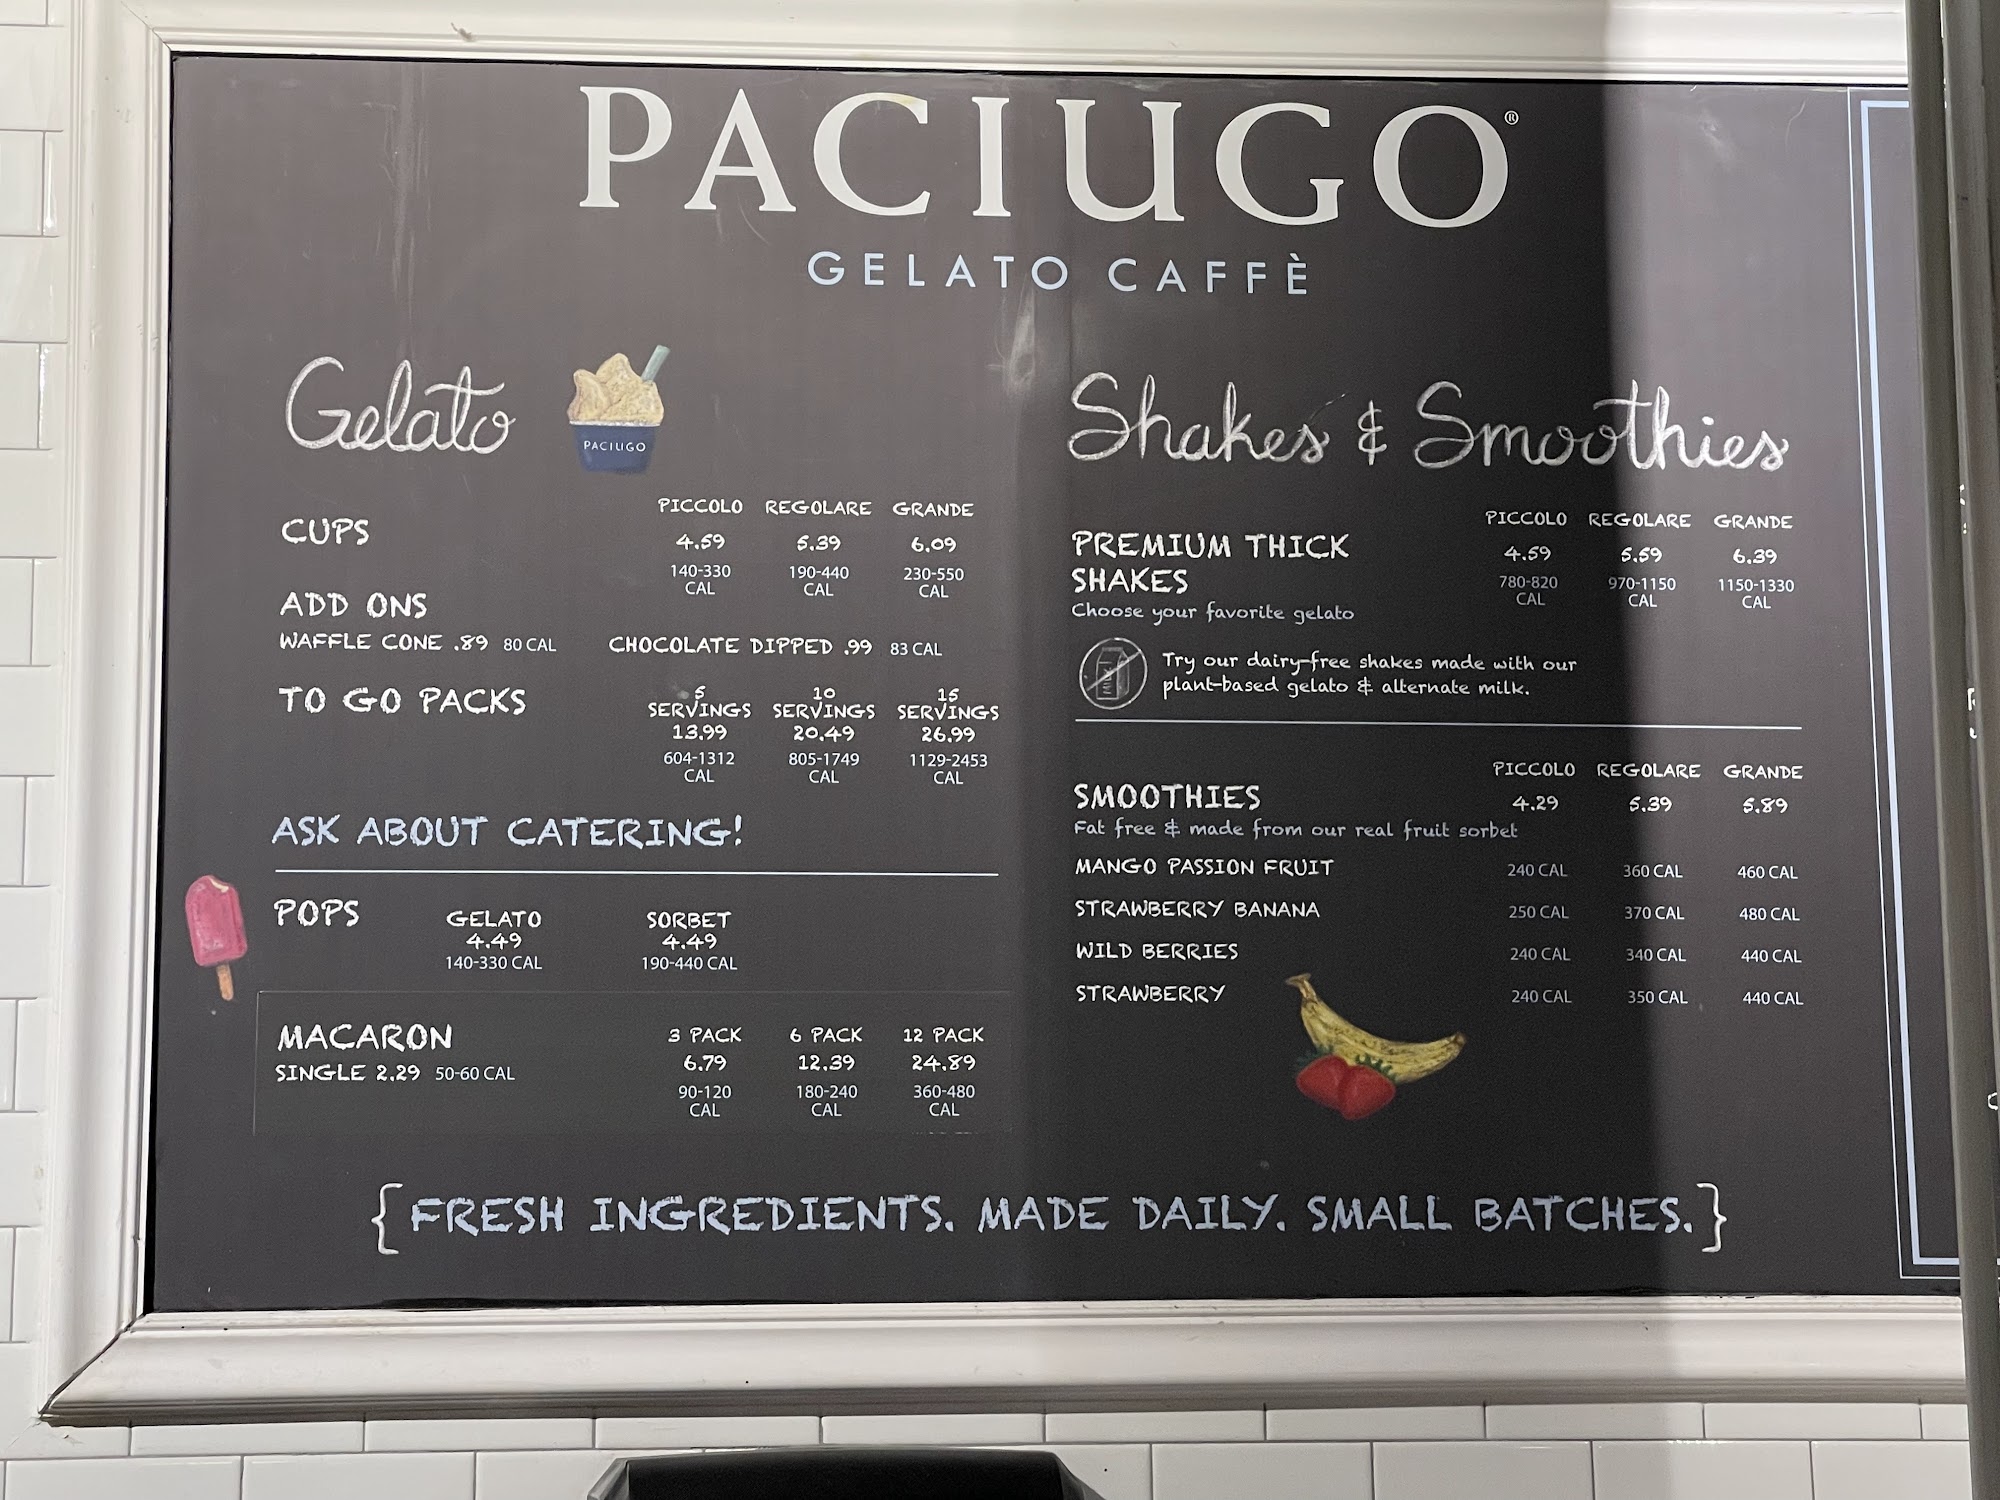 PACIUGO®
GELATO CAFFÈ
Gelato
PACIUGO
PICCOLO REGOLARE GRANDE
CUPS 4.59 5.39 6.09
140-330 190-440 230-550
CAL CAL CAL
ADD ONS
WAFFLE CONE .89 80 CAL CHOCOLATE DIPPED .99 83 CAL
TO GO PACKS
5 10 15
SERVINGS SERVINGS SERVINGS
13.99 20.49 26.99
604-1312 805-1749 1129-2453
CAL CAL CAL
ASK ABOUT CATERING!
POPS GELATO SORBET
4.49 4.49
140-330 CAL 190-440 CAL
MACARON 3 PACK 6 PACK 12 PACK
SINGLE 2.29 50-60 CAL 6.79 12.39 24.89
90-120 180-240 360-480
CAL CAL CAL
Shakes & Smoothies
PICCOLO REGOLARE GRANDE
PREMIUM THICK 4.59 5.59 6.39
SHAKES 780-820 970-1150 1150-1330
CAL CAL CAL
Choose your favorite gelato
MILK
Try our dairy-free shakes made with our
plant-based gelato & alternate milk.
PICCOLO REGOLARE GRANDE
SMOOTHIES 4.29 5.39 5.89
Fat free & made from our real fruit sorbet
MANGO PASSION FRUIT 240 CAL 360 CAL 460 CAL
STRAWBERRY BANANA 250 CAL 370 CAL 480 CAL
WILD BERRIES 240 CAL 340 CAL 440 CAL
STRAWBERRY 240 CAL 350 CAL 440 CAL
{FRESH INGREDIENTS. MADE DAILY. SMALL BATCHES.}